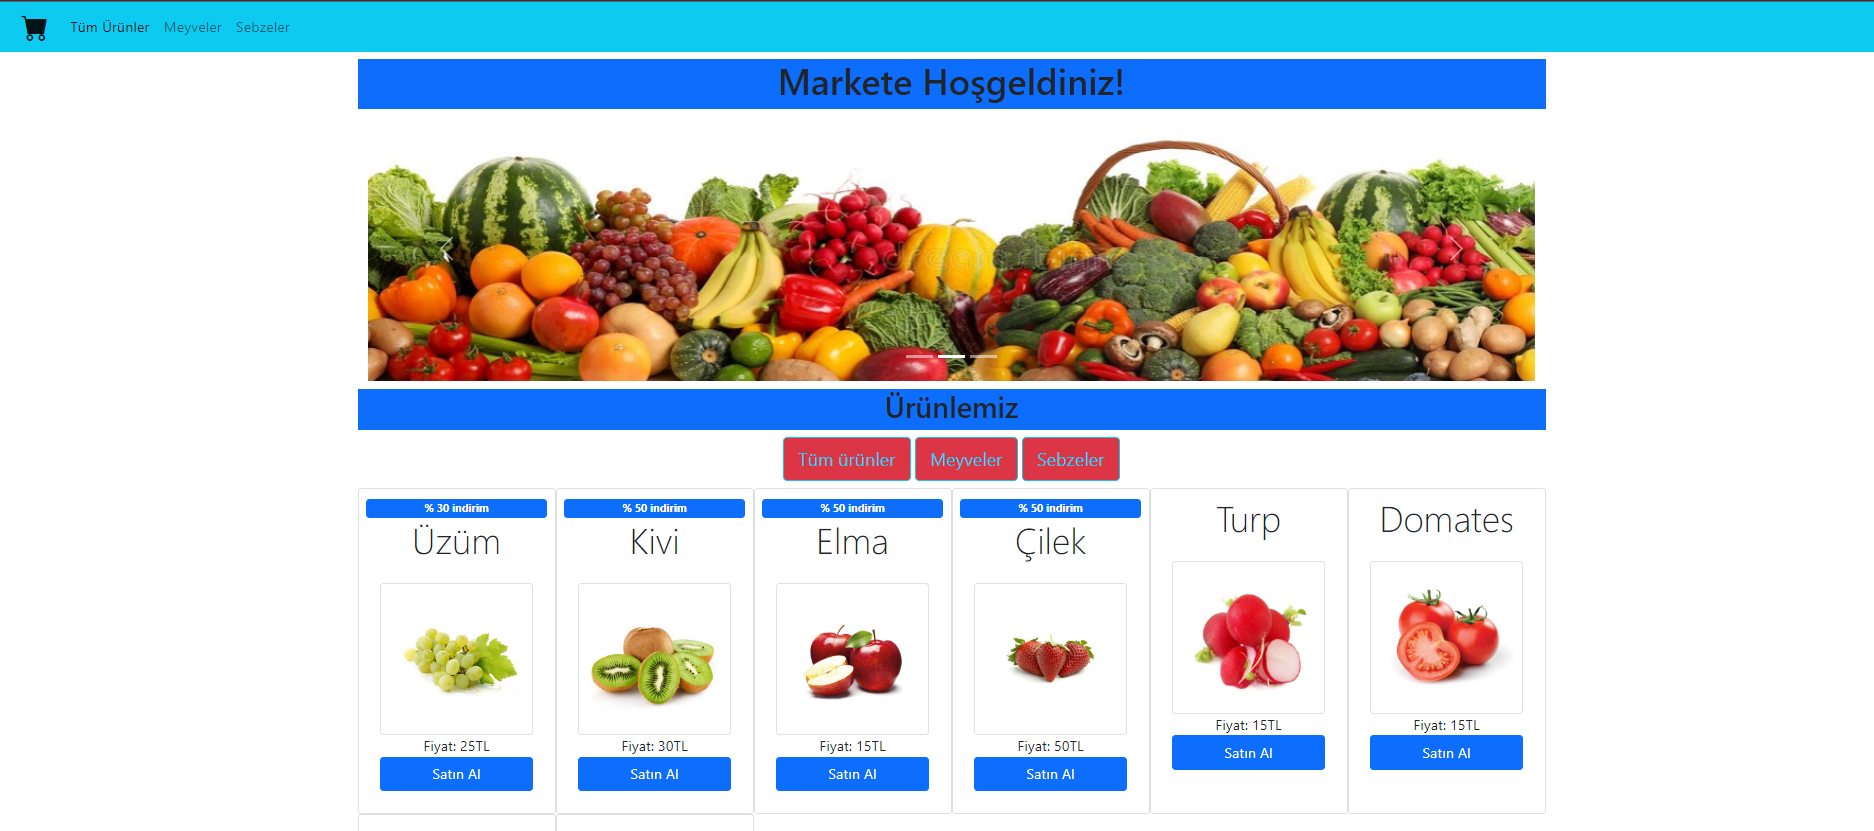 Tüm Ürünler Meyveler Sebzeler
Markete Hoşgeldiniz!
Ürünlemiz
Tüm ürünler Meyveler Sebzeler
% 30 indirim % 50 indirim % 50 indirim % 50 indirim
Üzüm Kivi Elma Çilek Turp Domates
Fiyat: 25TL Fiyat: 30TL Fiyat: 15TL Fiyat: 50TL Fiyat: 15TL Fiyat: 15TL
Satın Al Satın Al Satın Al Satın Al Satın Al Satın Al